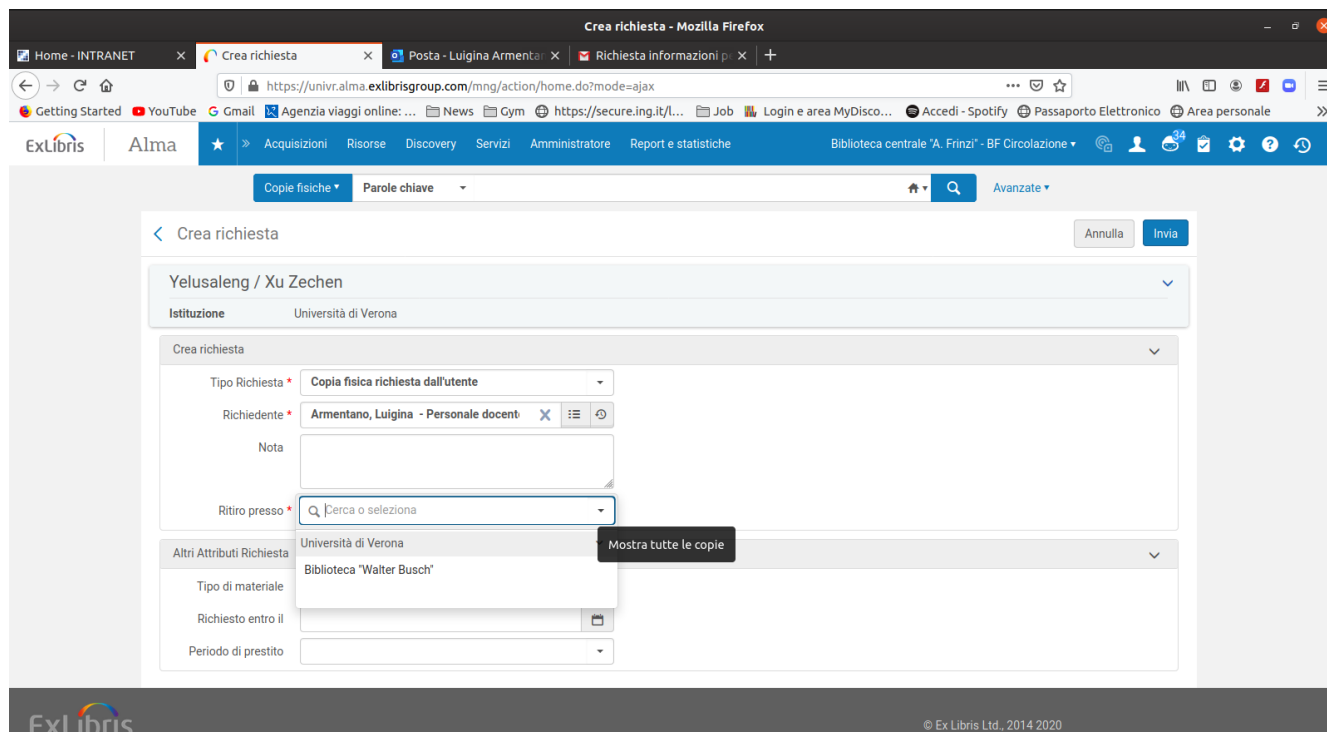 Crea richiesta - Mozilla Firefox
Home - INTRANET Crea richiesta Posta - Luigina Armentar Richiesta informazioni pe
https://univr.alma.exlibrisgroup.com/mng/action/home.do?mode=ajax
Getting Started YouTube Gmail Agenzia viaggi online: ... News Gym https://secure.ing.it/l... Job Login e area MyDisco... Accedi - Spotify Passaporto Elettronico Area personale
ExLibris Alma Acquisizioni Risorse Discovery Servizi Amministratore Report e statistiche Biblioteca centrale "A. Frinzi" - BF Circolazione 34
Copie fisiche Parole chiave Avanzate
Crea richiesta Annulla Invia
Yelusaleng / Xu Zechen
Istituzione Università di Verona
Crea richiesta
Tipo Richiesta * Copia fisica richiesta dall'utente
Richiedente * Armentano, Luigina - Personale docent
Nota
Ritiro presso * Cerca o seleziona
Università di Verona
Mostra tutte le copie
Altri Attributi Richiesta
Biblioteca "Walter Busch"
Tipo di materiale
Richiesto entro il
Periodo di prestito
ExLibris © Ex Libris Ltd., 2014 2020